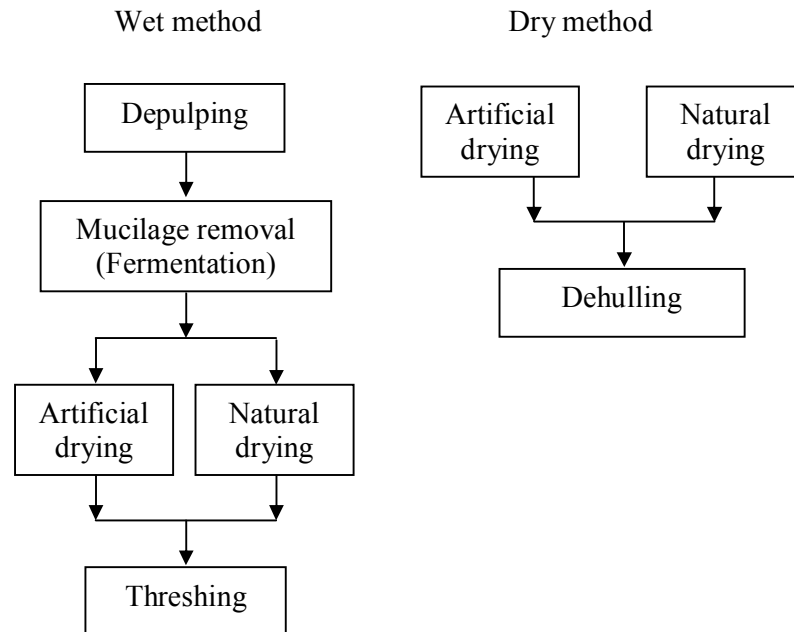 Wet method
Depulping
Mucilage removal
(Fermentation)
Artificial
drying
Natural
drying
Threshing
Dry method
Artificial
drying
Natural
drying
Dehulling